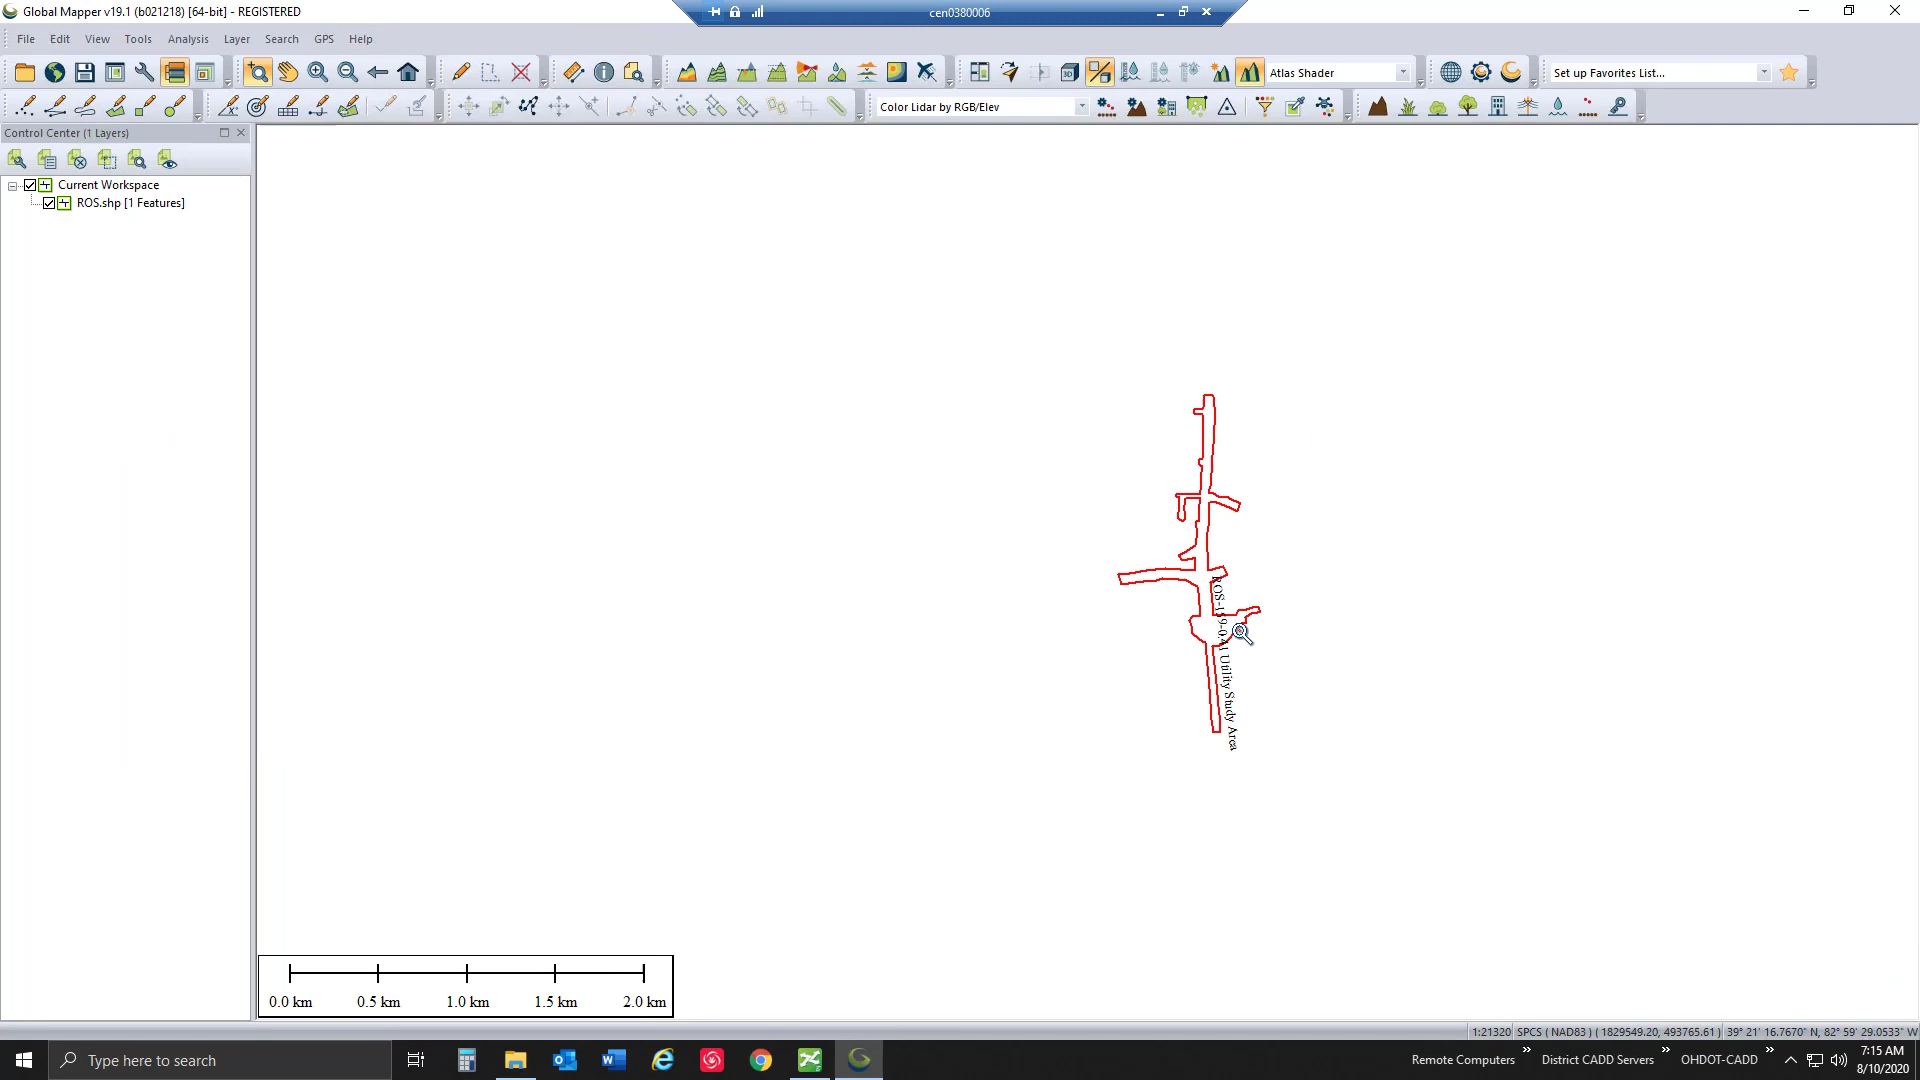 Global Mapper v19.1 (b021218) [64-bit] - REGISTERED
cen0380006
File Edit View Tools Analysis Layer Search GPS Help
Atlas Shader
Set up Favorites List...
Color Lidar by RGB/Elev
Control Center (1 Layers)
Current Workspace
ROS.shp [1 Features]
Utility Study Area
0.0 km 0.5 km 1.0 km 1.5 km 2.0 km
1:21320 SPCS ( NAD83 ) ( 1829549.20, 493765.61 ) 39° 21' 16.7670" N, 82° 59' 29.0533" W
Type here to search
Remote Computers
District CADD Servers
OHDOT-CADD
7:15 AM
8/10/2020